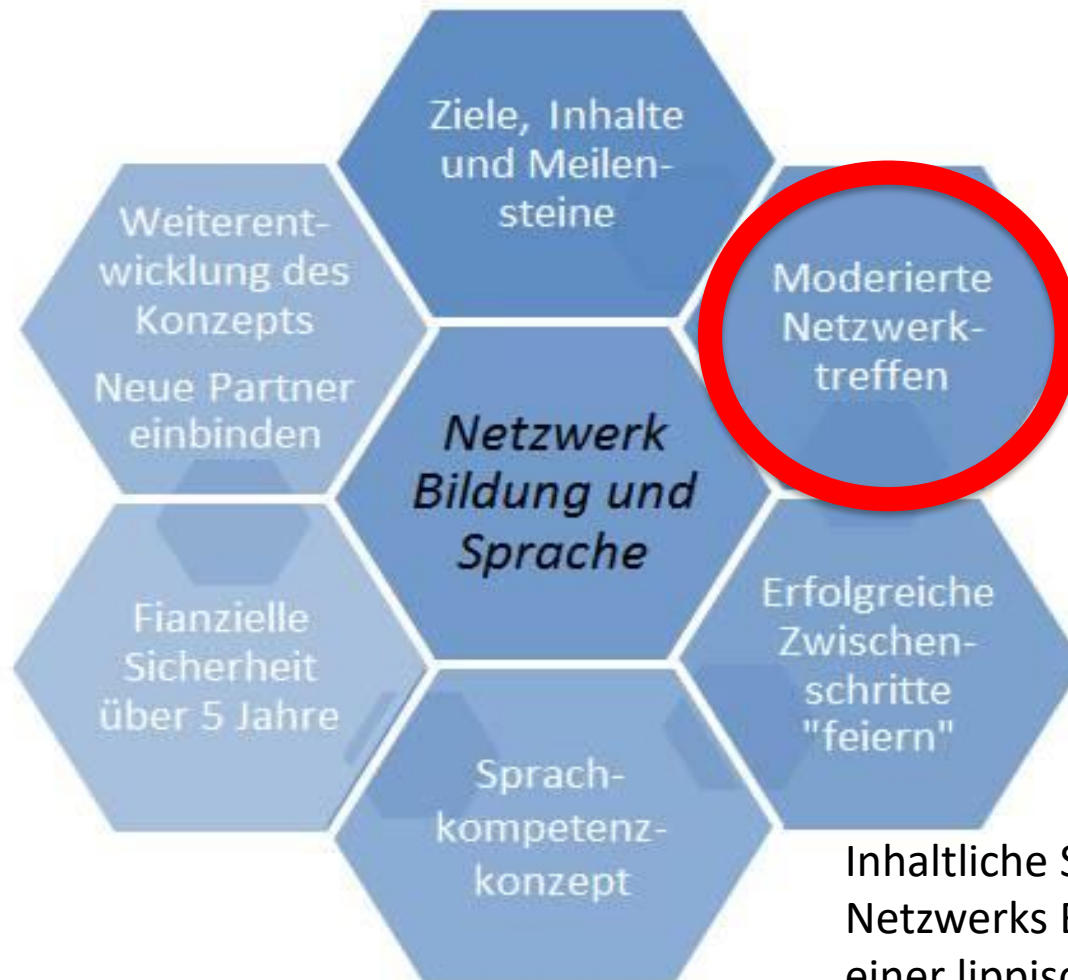 Ziele, Inhalte
und Meilen-
steine
Moderierte
Netzwerk-
treffen
Erfolgreiche
Zwischen-
schritte
"feiern"
Sprach-
kompetenz-
konzept
Fianzielle
Sicherheit
über 5 Jahre
Weiterent-
wicklung des
Konzepts
Neue Partner
einbinden
Netzwerk
Bildung und
Sprache
Inhaltliche
Netzwerks
einer